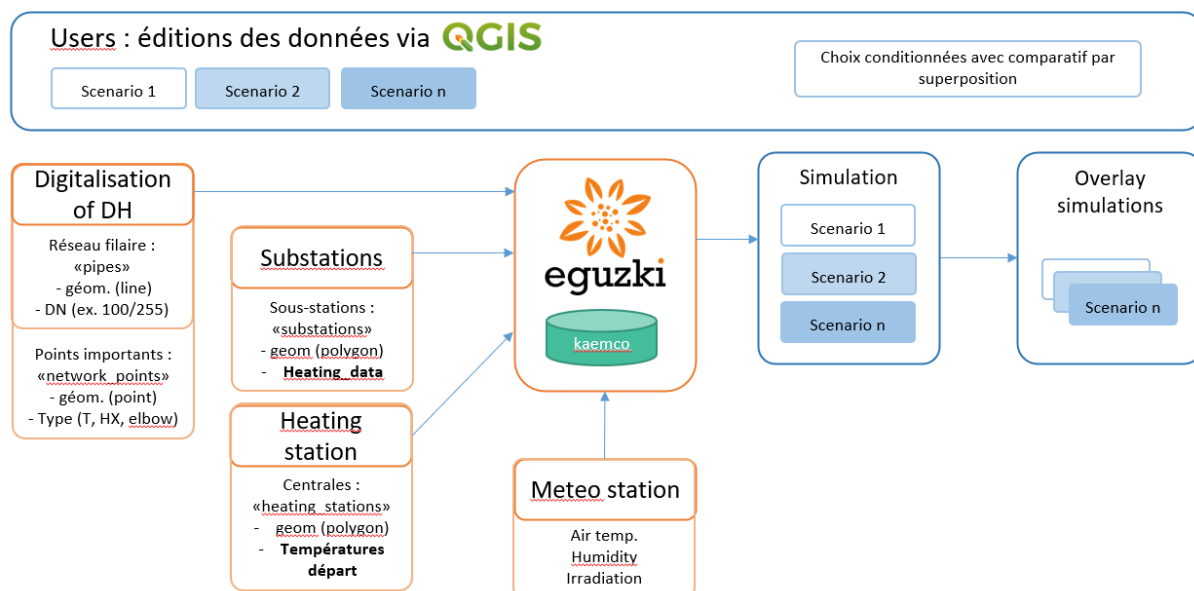 Users : éditions des données via QGIS
Scenario 1
Scenario 2
Scenario n
Choix conditionnées avec comparatif par
superposition
Digitalisation
of DH
Réseau filaire :
«pipes»
- géom. (line)
- DN (ex. 100/255)
Points importants :
«network_points»
- géom. (point)
- Type (T, HX, elbow)
Substations
Sous-stations :
«substations»
- geom (polygon)
- Heating_data
Heating
station
Centrales :
«heating_stations»
- geom (polygon)
- Températures
départ
eguzki
kaemco
Meteo station
Air temp.
Humidity
Irradiation
Simulation
Scenario 1
Scenario 2
Scenario n
Overlay
simulations
Scenario n